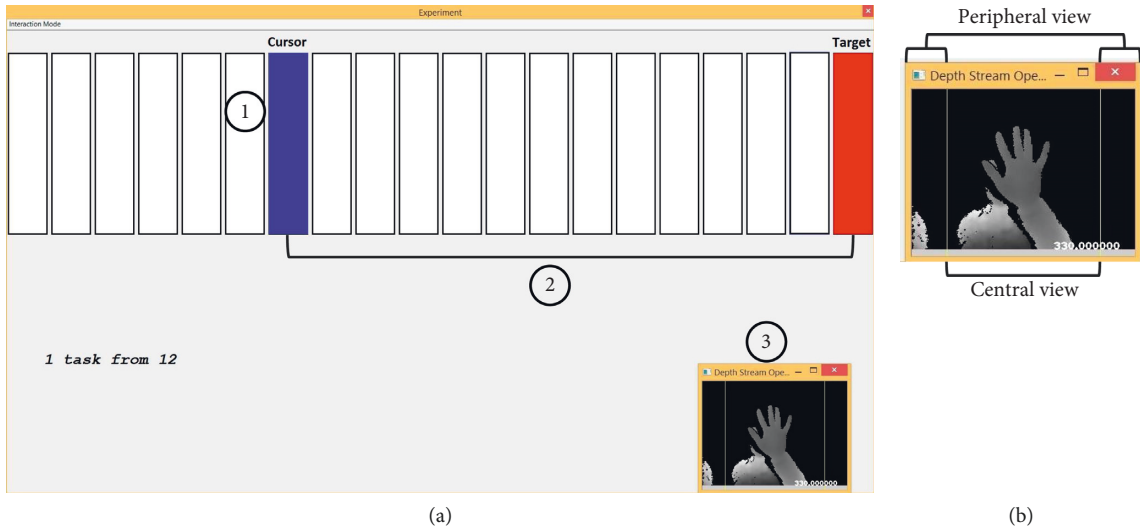 Experiment
Interaction Mode
Cursor
Target
1
2
1 task from 12
3
Depth Stream Ope...
330.000000
(a)
Peripheral view
Depth Stream Ope...
330.000000
Central view
(b)